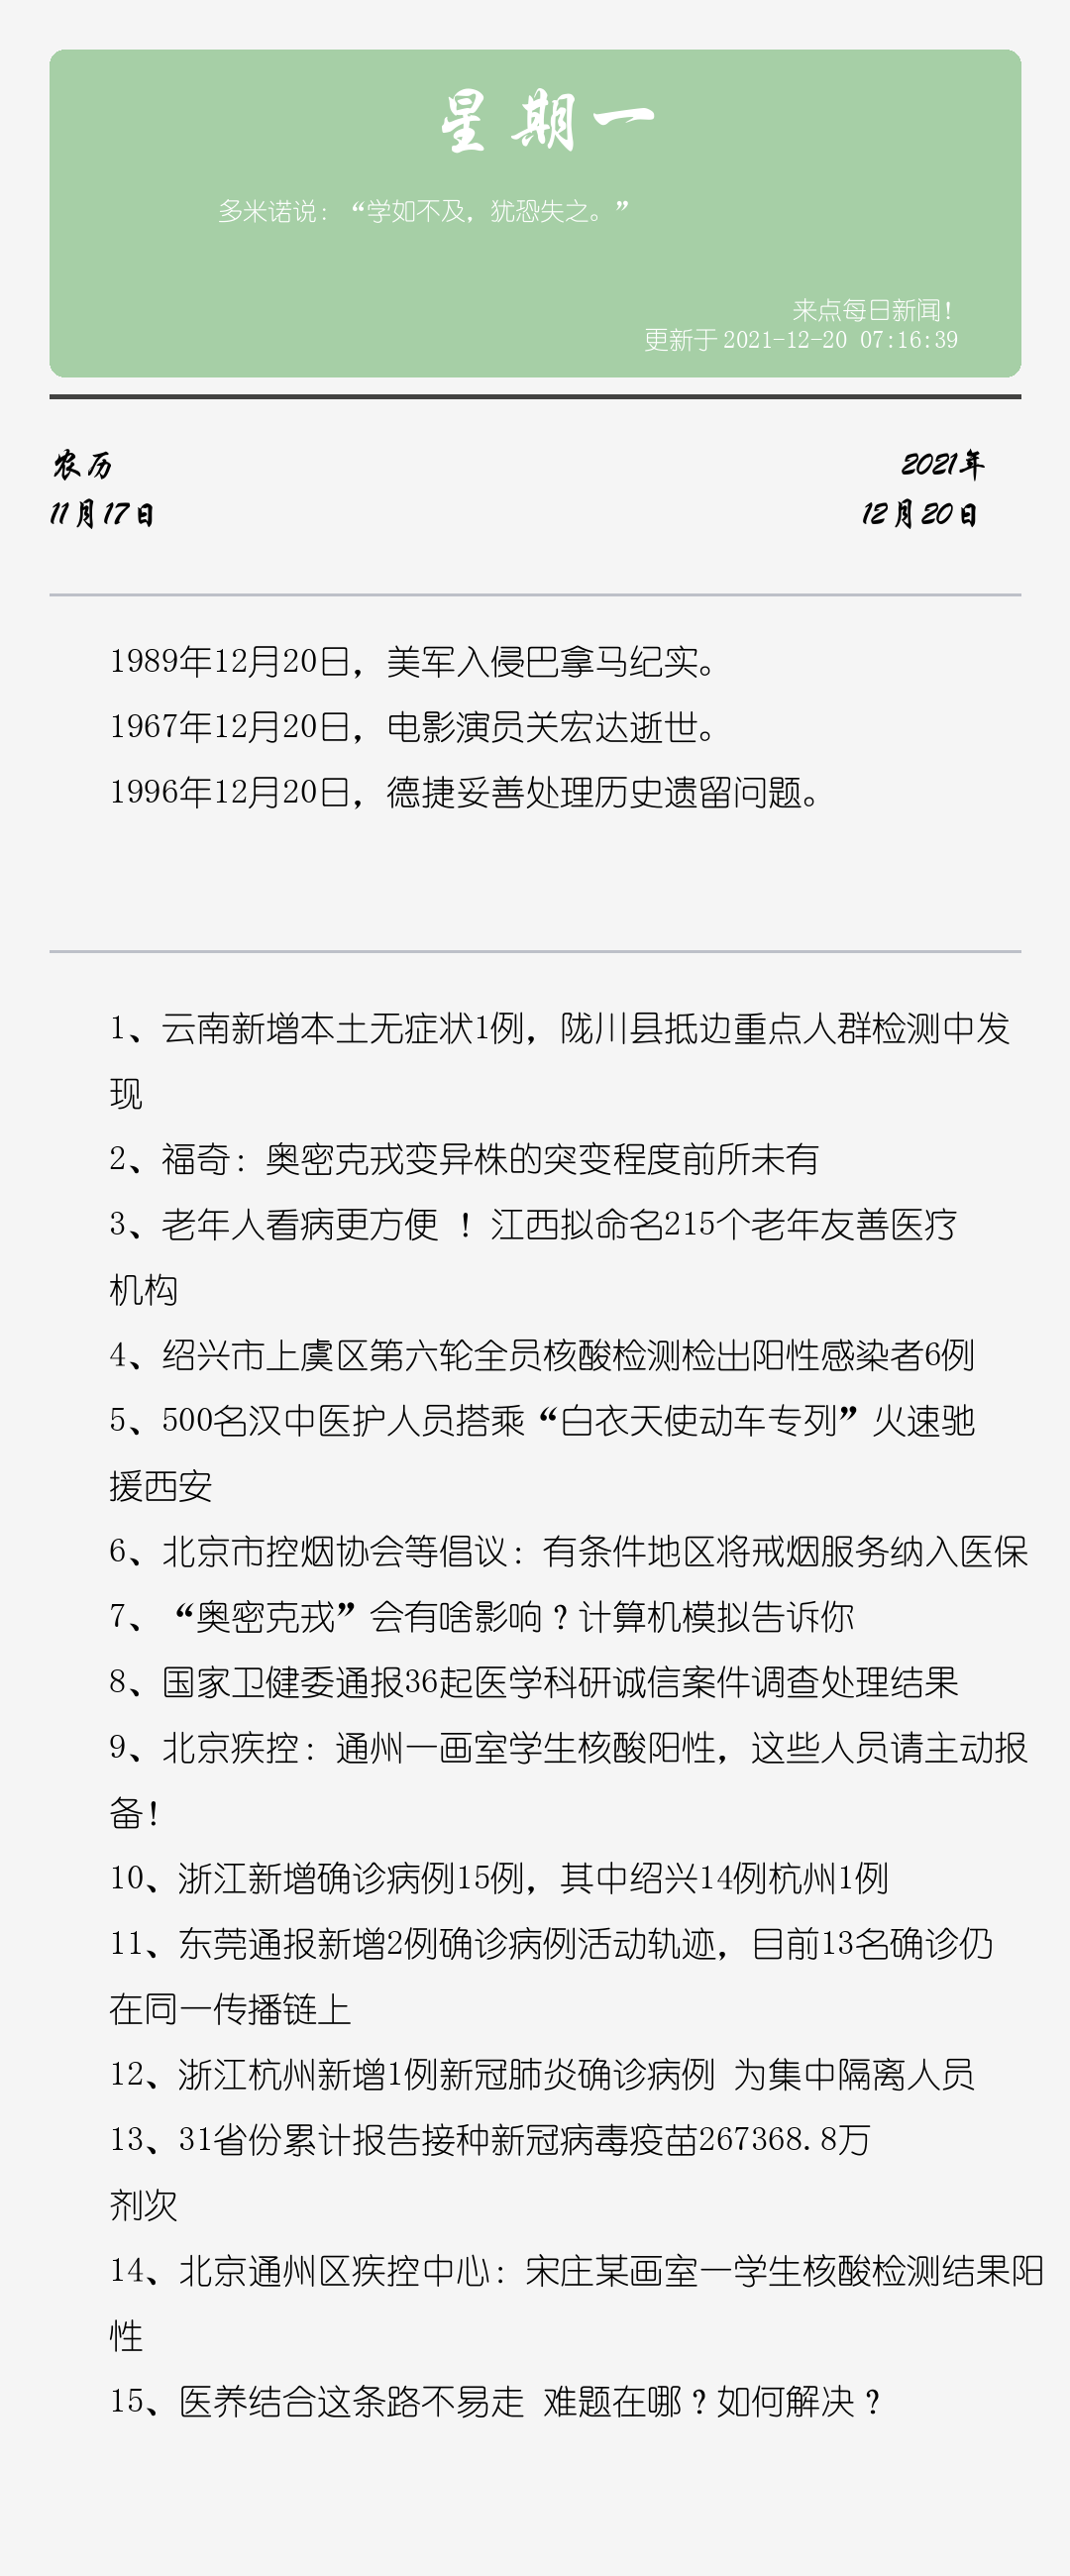 星期一
多米诺说：“学如不及，犹恐失之。”
来点每日新闻！
更新于2021-12-20 07:16:39
农历
2021年
11月17日
12月20日
1989年12月20日，美军入侵巴拿马纪实。
1967年12月20日，电影演员关宏达逝世。
1996年12月20日，德捷妥善处理历史遗留问题。
1、云南新增本土无症状1例，陇川县抵边重点人群检测中发
现
2、福奇：奥密克戎变异株的突变程度前所未有
3、老年人看病更方便 ！江西拟命名215个老年友善医疗
机构
4、绍兴市上虞区第六轮全员核酸检测检出阳性感染者6例
5、500名汉中医护人员搭乘“白衣天使动车专列”火速驰
援西安
6、北京市控烟协会等倡议：有条件地区将戒烟服务纳入医保
7、“奥密克戎”会有啥影响？计算机模拟告诉你
8、国家卫健委通报36起医学科研诚信案件调查处理结果
9、北京疾控：通州一画室学生核酸阳性，这些人员请主动报
备！
10、浙江新增确诊病例15例，其中绍兴14例杭州1例
11、东莞通报新增2例确诊病例活动轨迹，目前13名确诊仍
在同一传播链上
12、浙江杭州新增1例新冠肺炎确诊病例 为集中隔离人员
13、31省份累计报告接种新冠病毒疫苗267368.8万
剂次
14、北京通州区疾控中心：宋庄某画室一学生核酸检测结果阳
性
15、医养结合这条路不易走 难题在哪？如何解决？